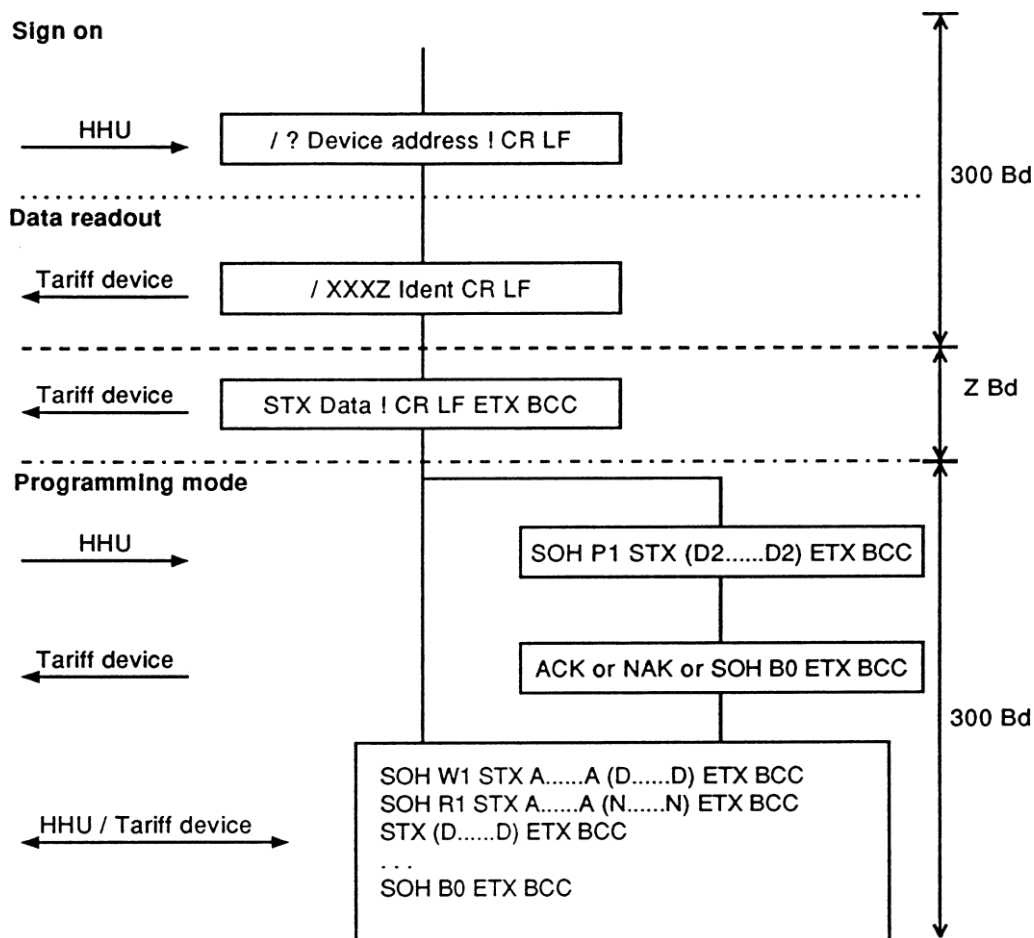 Sign on
HHU
/ ? Device address ! CR LF
300 Bd
Data readout
Tariff device
/ XXXZ Ident CR LF
Tariff device
STX Data ! CR LF ETX BCC
Z Bd
Programming mode
HHU
SOH P1 STX (D2......D2) ETX BCC
Tariff device
ACK or NAK or SOH B0 ETX BCC
300 Bd
SOH W1 STX A......A (D......D) ETX BCC
SOH R1 STX A......A (N......N) ETX BCC
HHU / Tariff device
STX (D......D) ETX BCC
. . .
SOH B0 ETX BCC